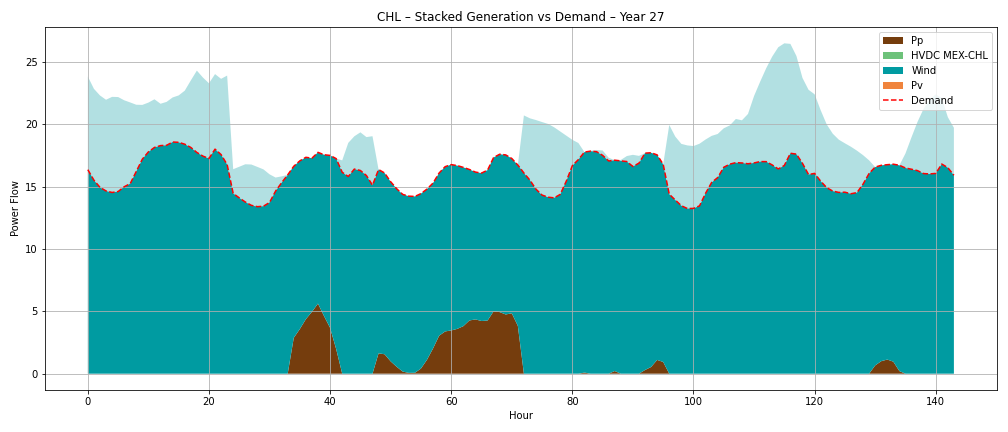 CHL – Stacked Generation vs Demand – Year 27
Pp
HVDC MEX-CHL
Wind
Pv
Demand
Power Flow
25
20
15
10
5
0
0 20 40 60 80 100 120 140
Hour